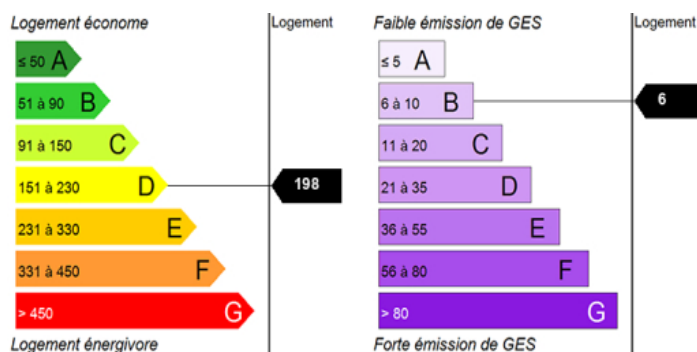 Logement économe
Logement
≤ 50 A
51 à 90 B
91 à 150 C
151 à 230 D
198
231 à 330 E
331 à 450 F
> 450 G
Logement énergivore
Faible émission de GES
Logement
≤ 5 A
6 à 10 B
6
11 à 20 C
21 à 35 D
36 à 55 E
56 à 80 F
> 80 G
Forte émission de GES